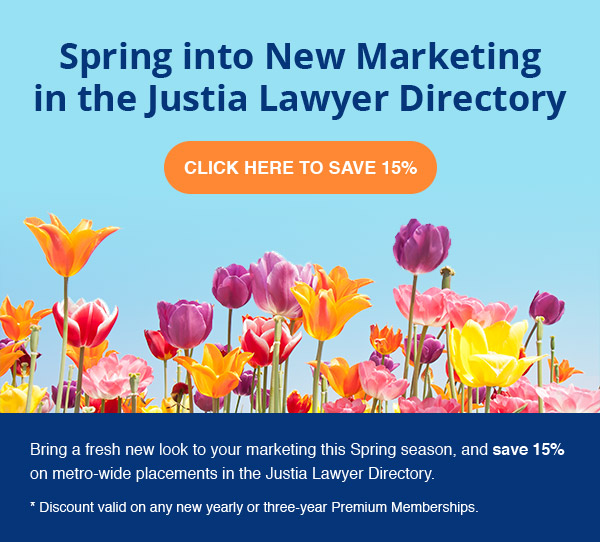 Spring into New Marketing
in the Justia Lawyer Directory
CLICK HERE TO SAVE 15%
Bring a fresh new look to your marketing this Spring season, and save 15%
on metro-wide placements in the Justia Lawyer Directory.
* Discount valid on any new yearly or three-year Premium Memberships.